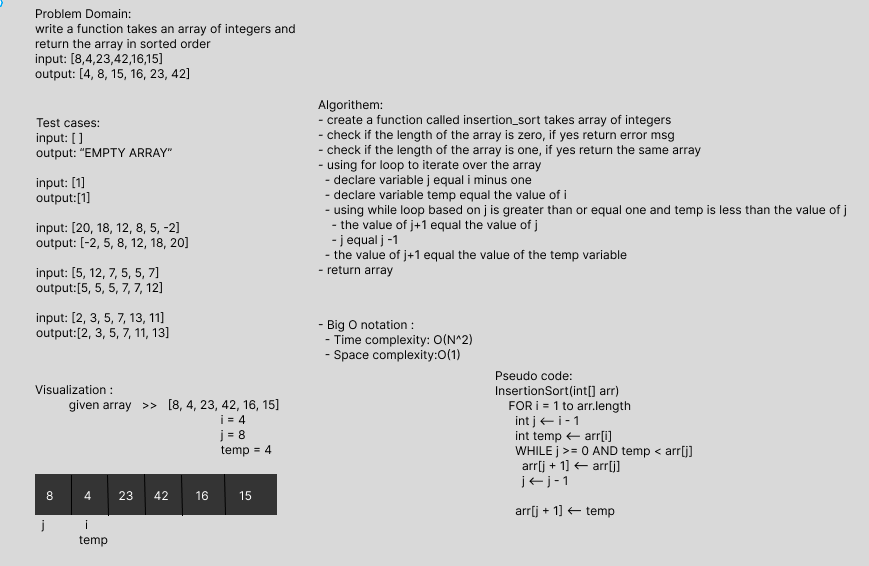 Problem Domain:
write a function takes an array of integers and
return the array in sorted order
input: [8,4,23,42,16,15]
output: [4, 8, 15, 16, 23, 42]
Test cases:
input: [ ]
output: “EMPTY ARRAY”
input: [1]
output:[1]
input: [20, 18, 12, 8, 5, -2]
output: [-2, 5, 8, 12, 18, 20]
input: [5, 12, 7, 5, 5, 7]
output:[5, 5, 5, 7, 7, 12]
input: [2, 3, 5, 7, 13, 11]
output:[2, 3, 5, 7, 11, 13]
Algorithem:
- create a function called insertion_sort takes array of integers
- check if the length of the array is zero, if yes return error msg
- check if the length of the array is one, if yes return the same array
- using for loop to iterate over the array
- declare variable j equal i minus one
- declare variable temp equal the value of i
- using while loop based on j is greater than or equal one and temp is less than the value of j
- the value of j+1 equal the value of j
- j equal j -1
- the value of j+1 equal the value of the temp variable
- return array
- Big O notation :
- Time complexity: O(N^2)
- Space complexity:O(1)
Visualization :
given array >> [8, 4, 23, 42, 16, 15]
i = 4
j = 8
temp = 4
8 4 23 42 16 15
j i
temp
Pseudo code:
InsertionSort(int[] arr)
FOR i = 1 to arr.length
int j <-- i - 1
int temp <-- arr[i]
WHILE j >= 0 AND temp < arr[j]
arr[j + 1] <-- arr[j]
j <-- j - 1
arr[j + 1] <-- temp